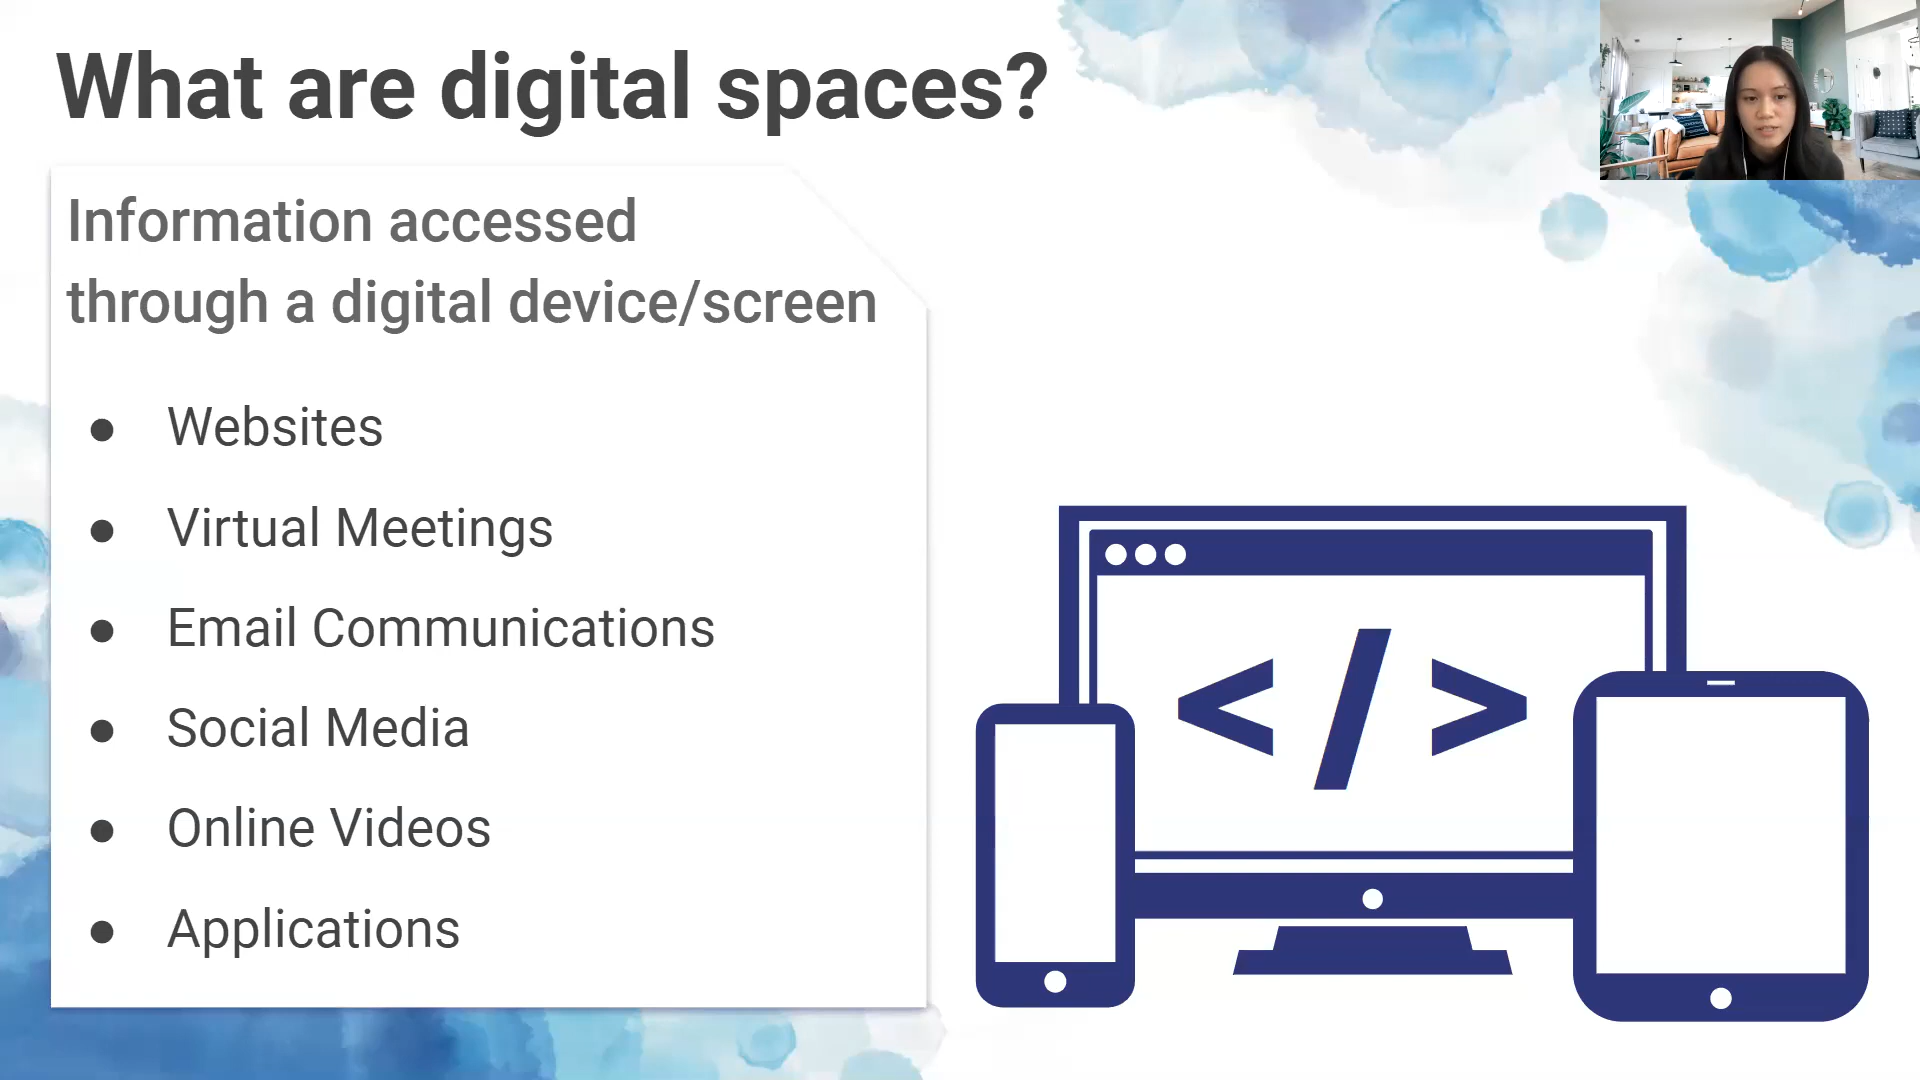 What are digital spaces?
Information accessed
through a digital device/screen
● Websites
● Virtual Meetings
● Email Communications
● Social Media
● Online Videos
● Applications
</>